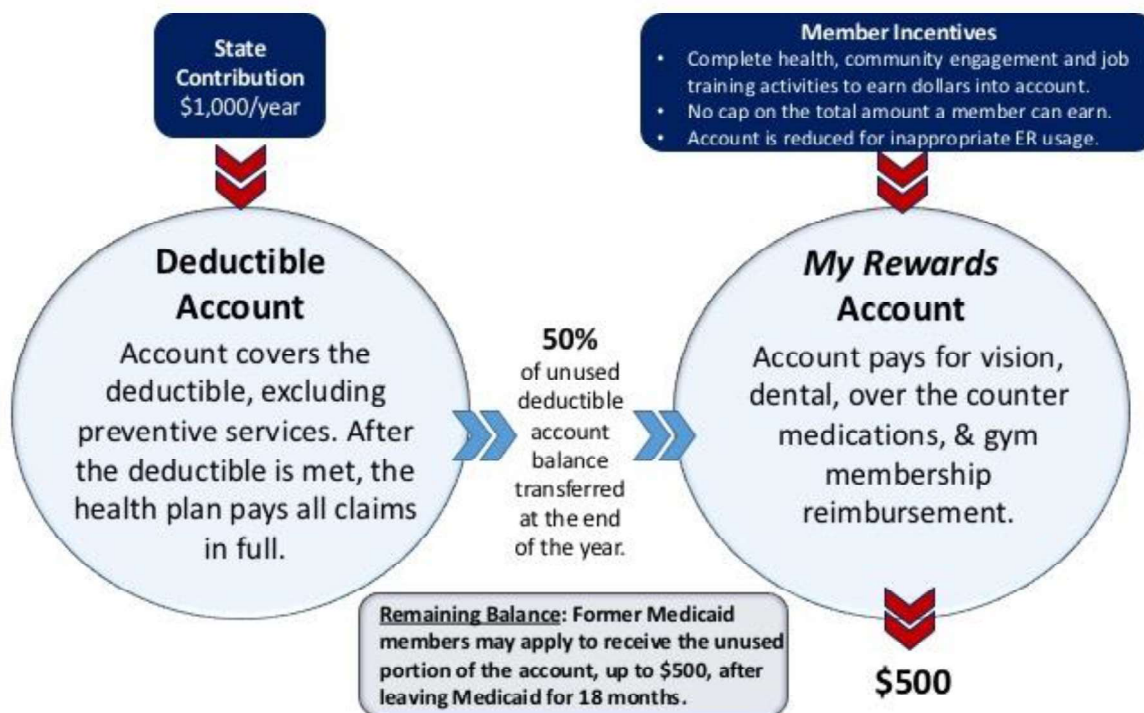 State
Contribution
$1,000/year
Member Incentives
• Complete health, community engagement and job
training activities to earn dollars into account.
• No cap on the total amount a member can earn.
• Account is reduced for inappropriate ER usage.
Deductible
Account
Account covers the
deductible, excluding
preventive services. After
the deductible is met, the
health plan pays all claims
in full.
50%
of unused
deductible
account
balance
transferred
at the end
of the year.
My Rewards
Account
Account pays for vision,
dental, over the counter
medications, & gym
membership
reimbursement.
Remaining Balance: Former Medicaid
members may apply to receive the unused
portion of the account, up to $500, after
leaving Medicaid for 18 months.
$500